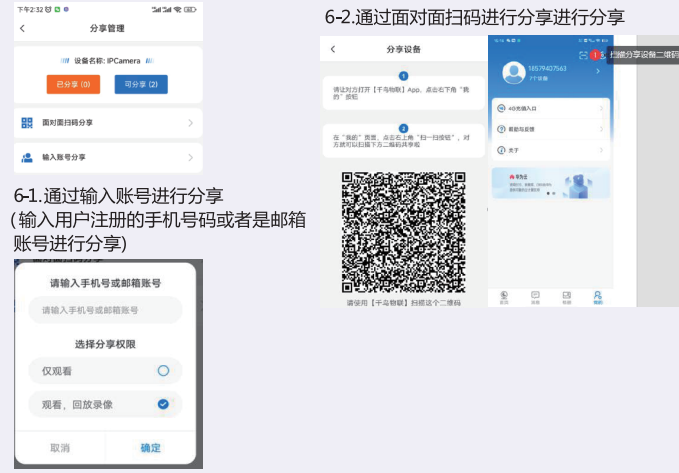 下午2:32
分享管理
设备名称: IPCamera
已分享 (0)
可分享 (2)
面对面扫码分享
输入账号分享
6-1.通过输入账号进行分享
(输入用户注册的手机号码或者是邮箱
账号进行分享)
请输入手机号或邮箱账号
请输入手机号或邮箱账号
选择分享权限
仅观看
观看，回放录像
取消
确定
6-2.通过面对面扫码进行分享进行分享
分享设备
1
请让对方打开【千鸟物联】App，点击右下角“我
的”按钮
2
在“我的”页面，点击右上角“扫一扫按钮”，对
方就可以扫描下方二维码共享啦
请使用【千鸟物联】扫描这个二维码
1
扫描分享设备二维码
18579407563
7个设备
4G充值入口
帮助与反馈
关于
华为云
我的